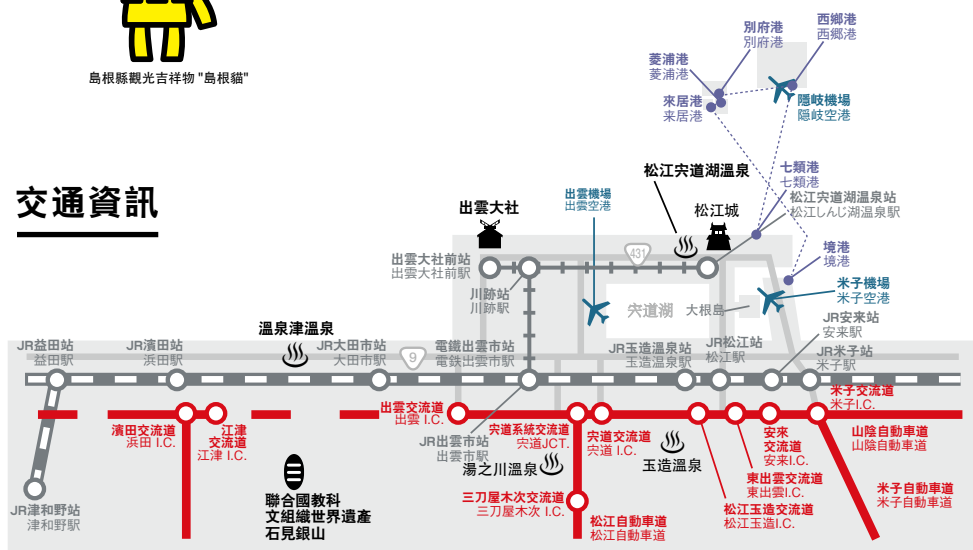 島根縣觀光吉祥物 "島根貓"
交通資訊
別府港
別府港
西鄉港
西郷港
菱浦港
菱浦港
來居港
来居港
隱岐機場
隠岐空港
七類港
七類港
松江宍道湖溫泉
松江宍道湖溫泉站
松江しんじ湖温泉駅
出雲機場
出雲空港
出雲大社
松江城
431
出雲大社前站
出雲大社前駅
川跡站
川跡駅
境港
境港
米子機場
米子空港
宍道湖
大根島
溫泉津溫泉
JR益田站
益田駅
JR濱田站
浜田駅
JR大田市站
大田市駅
9
電鐵出雲市站
電鉄出雲市駅
JR玉造溫泉站
玉造温泉駅
JR松江站
松江駅
JR安來站
安来駅
JR米子站
米子駅
濱田交流道
浜田 I.C.
江津
交流道
江津 I.C.
出雲交流道
出雲 I.C.
JR出雲市站
出雲市駅
宍道系統交流道
宍道JCT.
宍道交流道
宍道 I.C.
湯之川溫泉
玉造溫泉
米子交流道
米子I.C.
安來
交流道
安来I.C.
山陰自動車道
山陰自動車道
東出雲交流道
東出雲I.C.
松江玉造交流道
松江玉造I.C.
米子自動車道
米子自動車道
三刀屋木次交流道
三刀屋木次 I.C.
松江自動車道
松江自動車道
JR津和野站
津和野駅
聯合國教科
文組織世界遺產
石見銀山